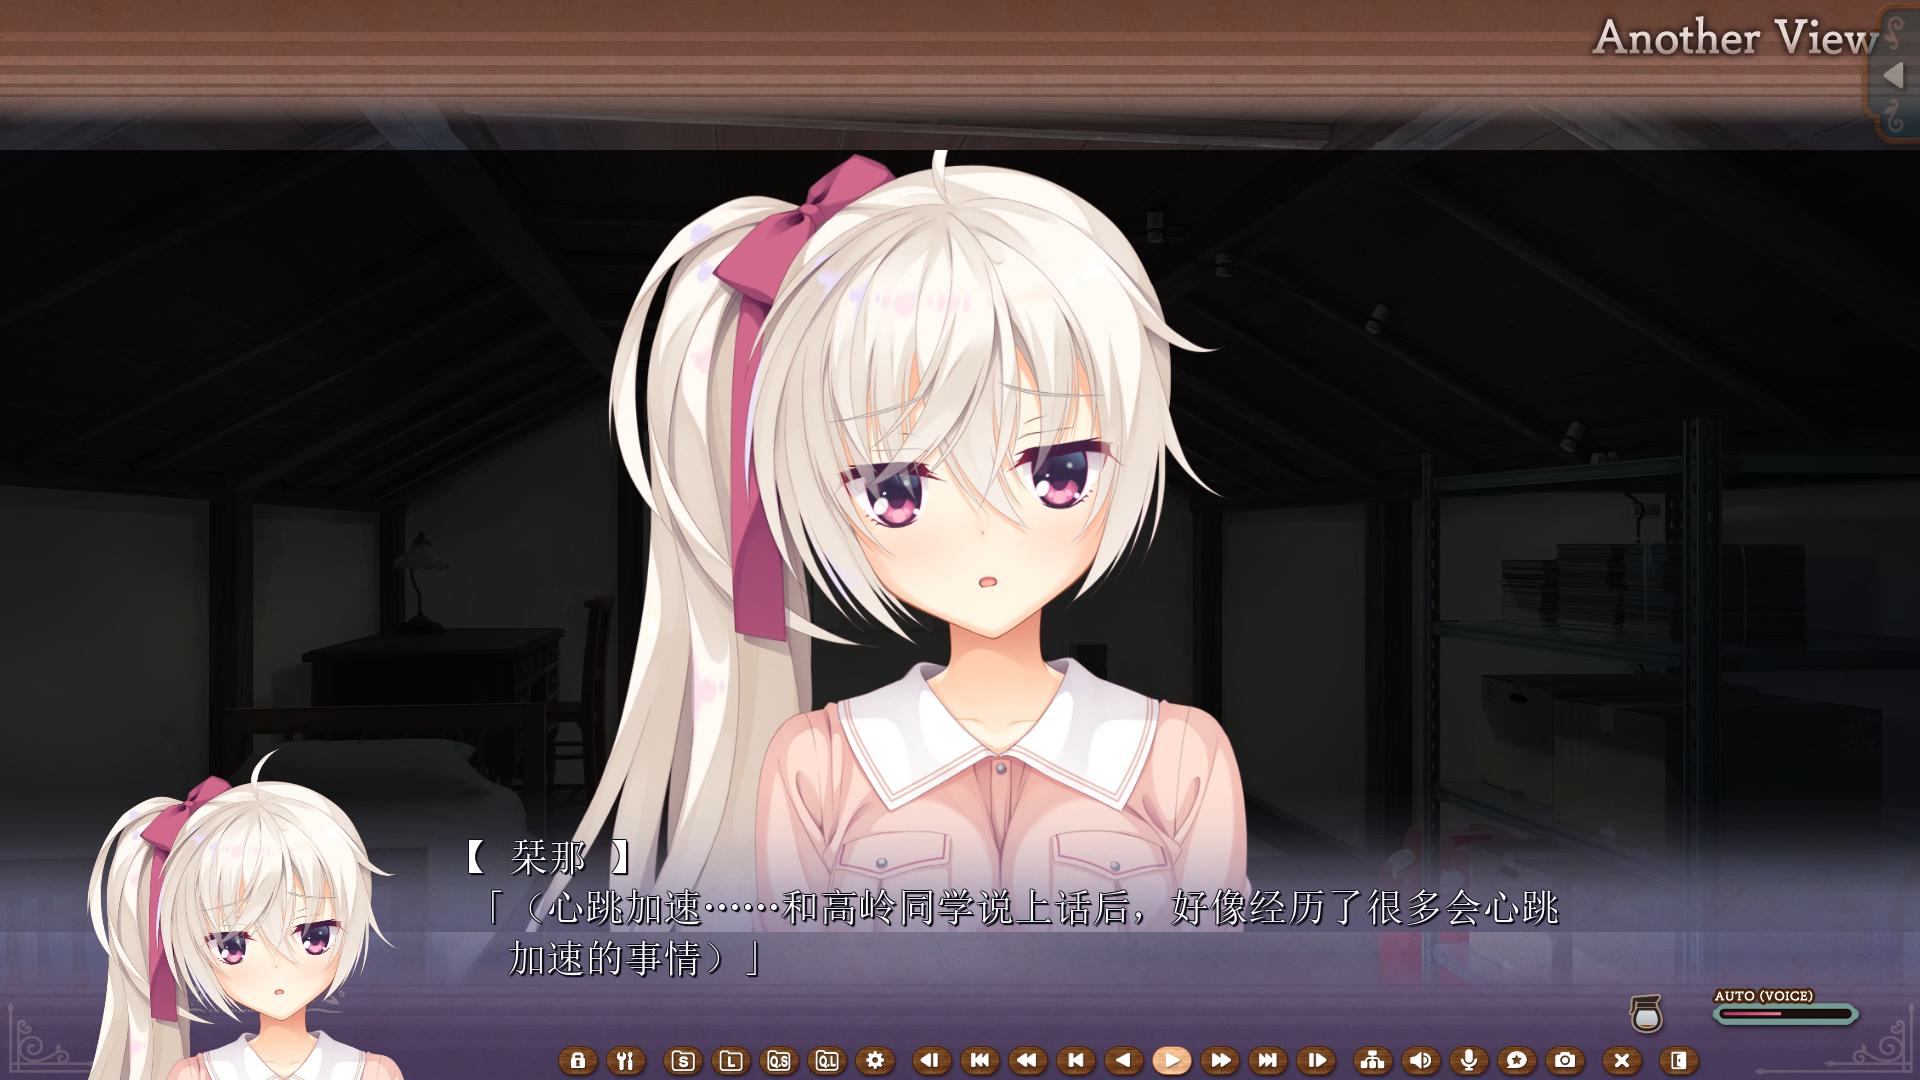 Another View
【 栞那 】
「（心跳加速……和高岭同学说上话后，好像经历了很多会心跳
加速的事情）」
AUTO (VOICE)
S L Q.S Q.L